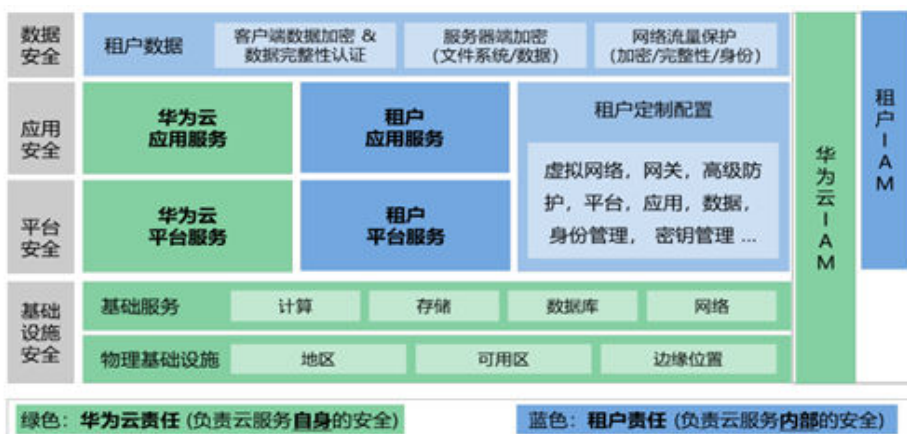 数据
安全
租户数据
客户端数据加密 &
数据完整性认证
服务器端加密
(文件系统/数据)
网络流量保护
(加密/完整性/身份)
应用
安全
华为云
应用服务
租户
应用服务
租户定制配置
虚拟网络，网关，高级防
护，平台，应用，数据，
身份管理， 密钥管理 ...
平台
安全
华为云
平台服务
租户
平台服务
基础
设施
安全
基础服务
计算
存储
数据库
网络
物理基础设施
地区
可用区
边缘位置
华为云IAM
租户IAM
绿色：华为云责任 (负责云服务自身的安全)
蓝色：租户责任 (负责云服务内部的安全)